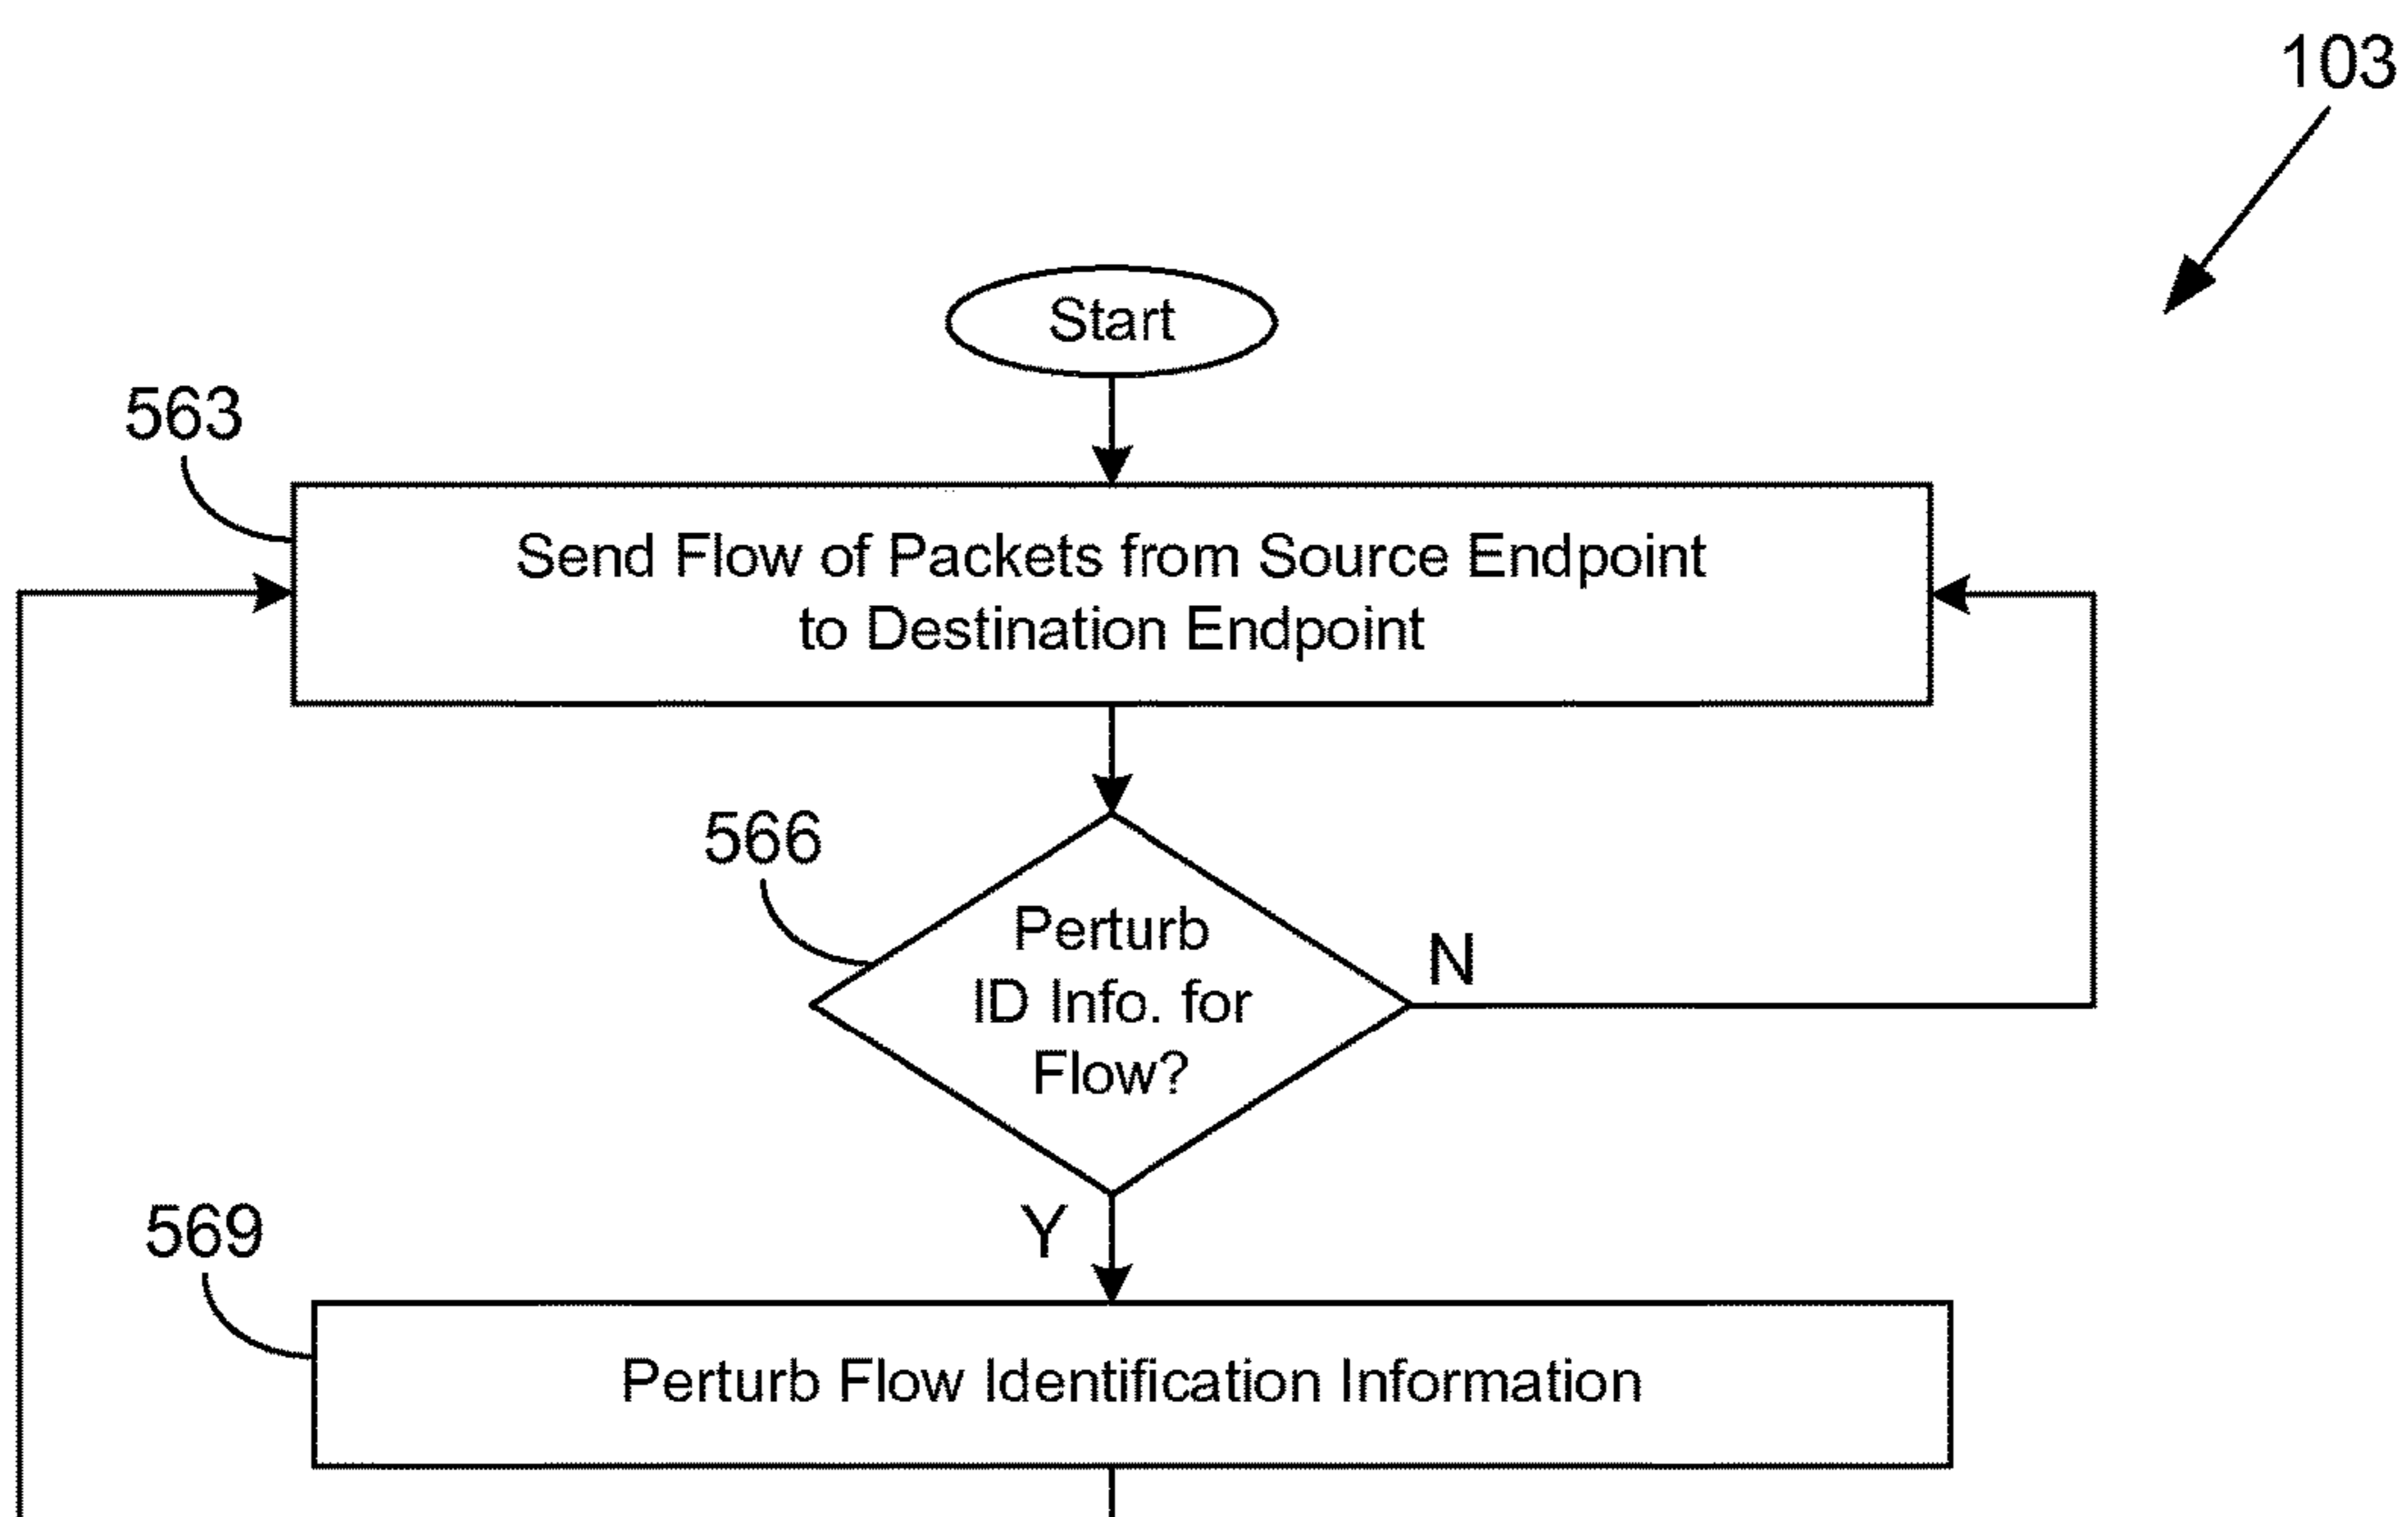 103
Start
563
Send Flow of Packets from Source Endpoint
to Destination Endpoint
566
Perturb
ID Info. for
Flow?
N
Y
569
Perturb Flow Identification Information